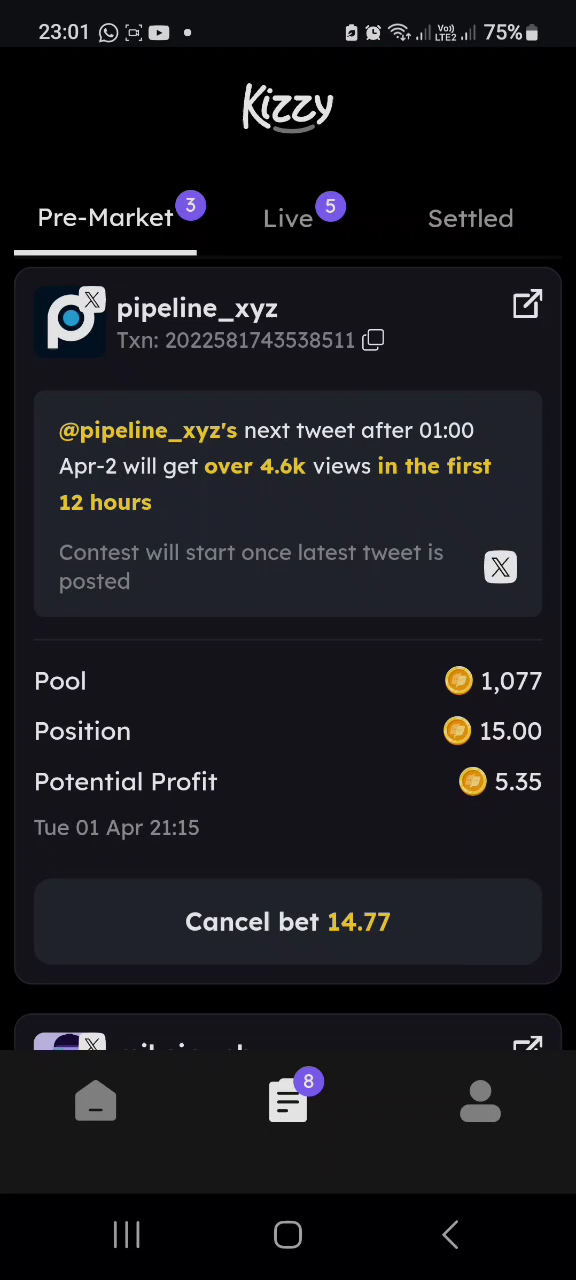 23:01 Vo)) LTE2 75%
Kizzy
Pre-Market 3 Live 5 Settled
pipeline_xyz
Txn: 2022581743538511
@pipeline_xyz's next tweet after 01:00
Apr-2 will get over 4.6k views in the first
12 hours
Contest will start once latest tweet is
posted
Pool 1,077
Position 15.00
Potential Profit 5.35
Tue 01 Apr 21:15
Cancel bet 14.77
8